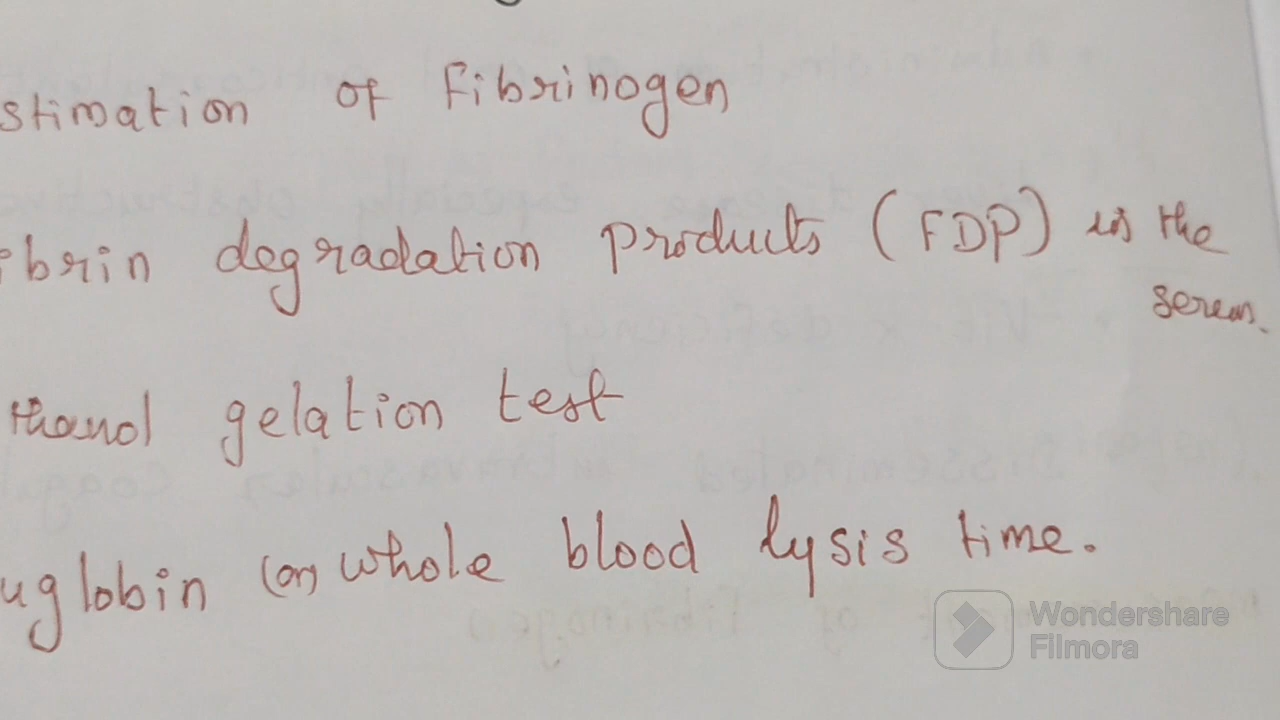 stimation of Fibrinogen
ibrin degradation products (FDP) in the
serum.
thanol gelation test
uglobin (or) whole blood lysis time.
Wondershare
Filmora